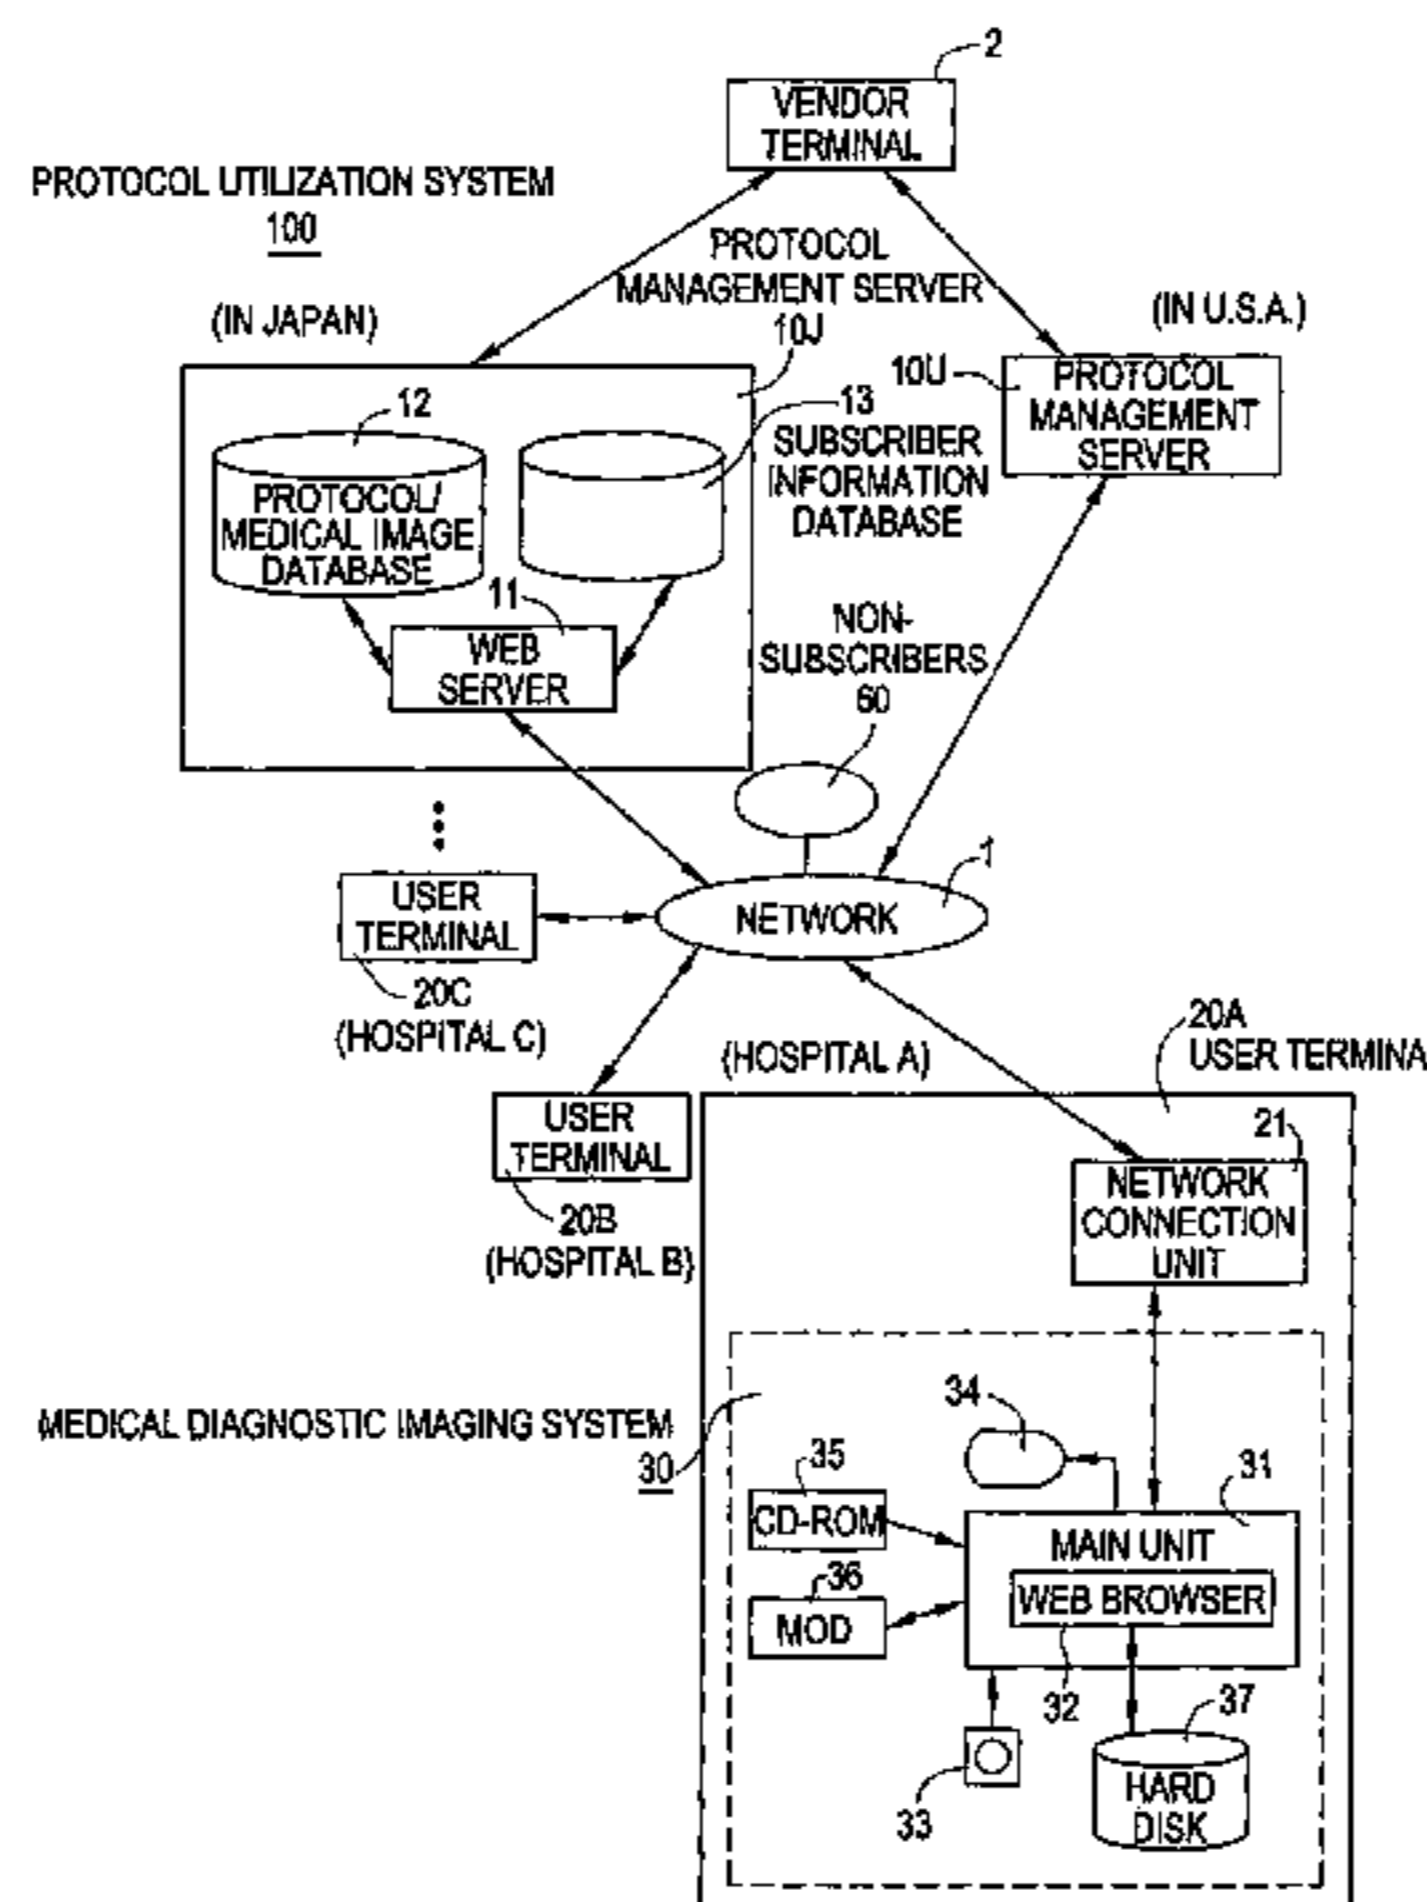 2
VENDOR
TERMINAL
PROTOCOL UTILIZATION SYSTEM
100
PROTOCOL
MANAGEMENT SERVER
10J
(IN JAPAN)
(IN U.S.A.)
10U
PROTOCOL
MANAGEMENT
SERVER
12
13
SUBSCRIBER
INFORMATION
DATABASE
PROTOCOL/
MEDICAL IMAGE
DATABASE
11
WEB
SERVER
NON-
SUBSCRIBERS
60
1
NETWORK
USER
TERMINAL
20C
(HOSPITAL C)
20A
USER TERMINA
(HOSPITAL A)
USER
TERMINAL
20B
(HOSPITAL B)
21
NETWORK
CONNECTION
UNIT
MEDICAL DIAGNOSTIC IMAGING SYSTEM
30
34
35
CD-ROM
31
MAIN UNIT
WEB BROWSER
36
MOD
32
37
33
HARD
DISK